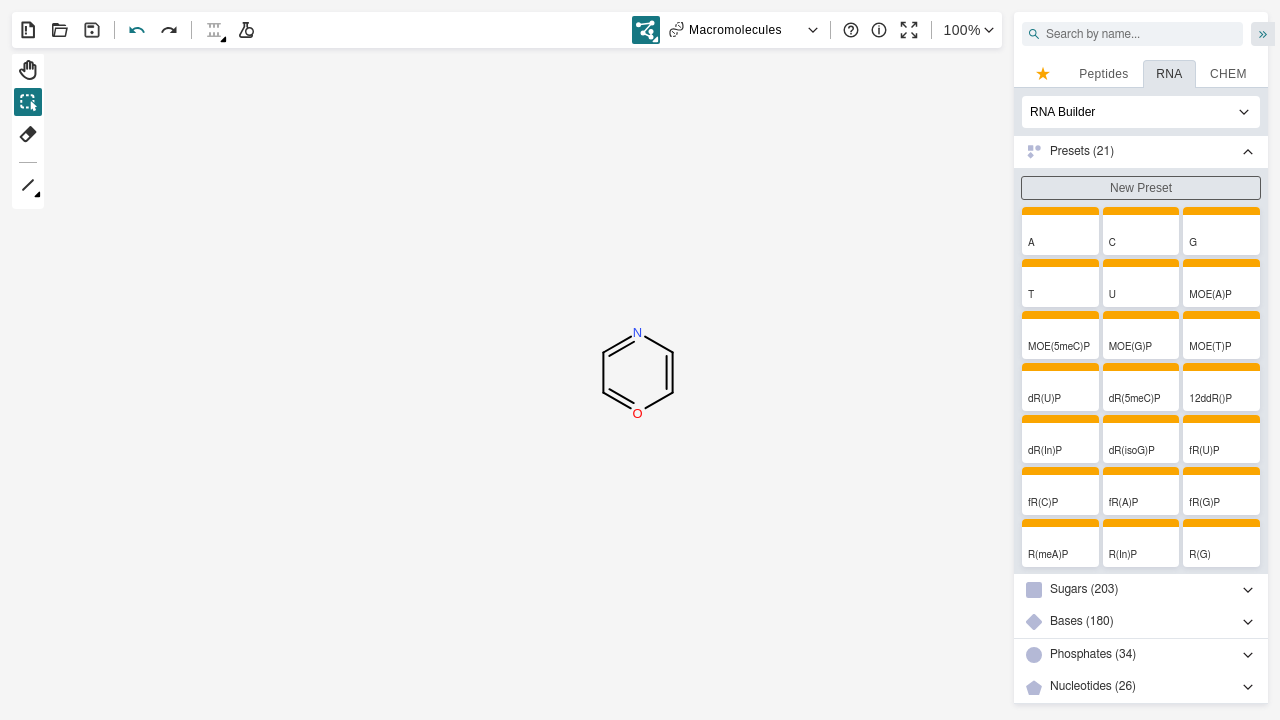 Macromolecules
100%
Search by name...
Peptides
RNA
CHEM
RNA Builder
Presets (21)
New Preset
A
C
G
T
U
MOE(A)P
MOE(5meC)P
MOE(G)P
MOE(T)P
dR(U)P
dR(5meC)P
12ddR()P
dR(In)P
dR(isoG)P
fR(U)P
fR(C)P
fR(A)P
fR(G)P
R(meA)P
R(In)P
R(G)
Sugars (203)
Bases (180)
Phosphates (34)
Nucleotides (26)
N
O